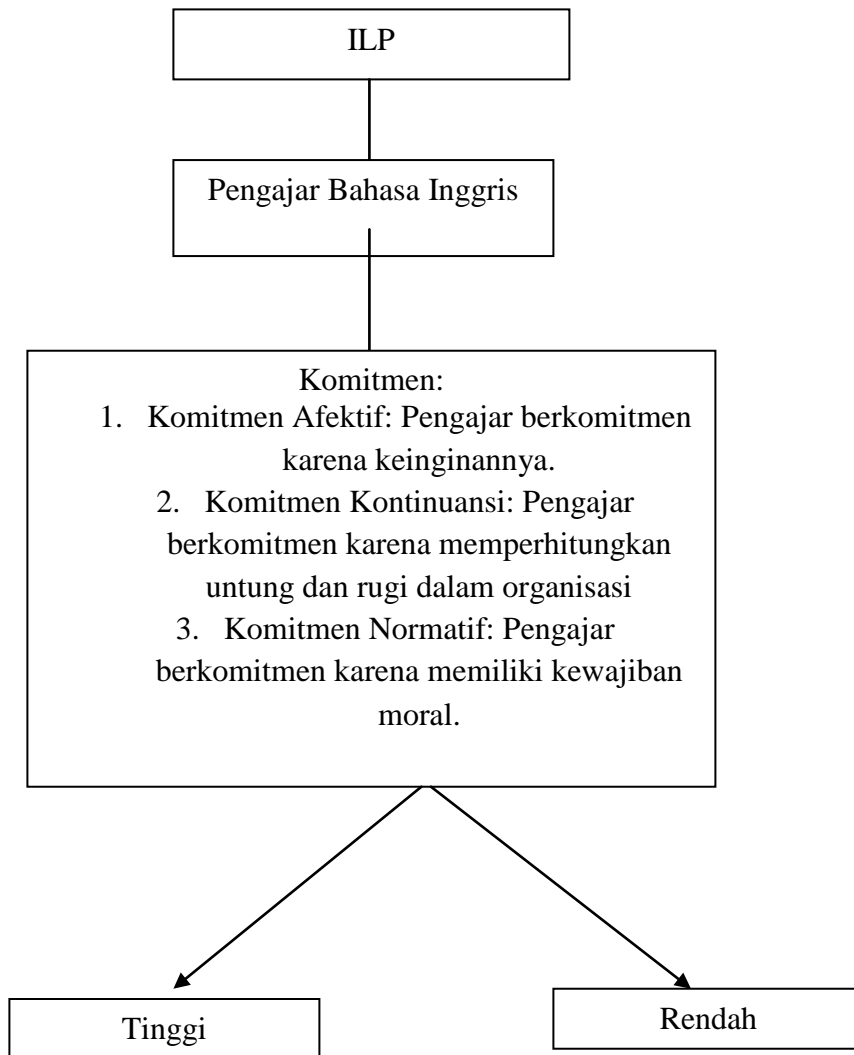 ILP
Pengajar Bahasa Inggris
Komitmen:
1. Komitmen Afektif: Pengajar berkomitmen
karena keinginannya.
2. Komitmen Kontinuansi: Pengajar
berkomitmen karena memperhitungkan
untung dan rugi dalam organisasi
3. Komitmen Normatif: Pengajar
berkomitmen karena memiliki kewajiban
moral.
Tinggi
Rendah